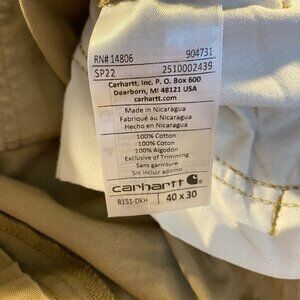 RN# 14806 904731
SP22 2510002439
Carhartt, Inc. P. O. Box 600
Dearborn, MI 48121 USA
carhartt.com
Made in Nicaragua
Fabriqué au Nicaragua
Hecho en Nicaragua
100% Cotton
100% Coton
100% Algodón
Exclusive of Trimming
Sans garniture
Sin incluir adorno
carhartt
B151-DKH 40 x 30